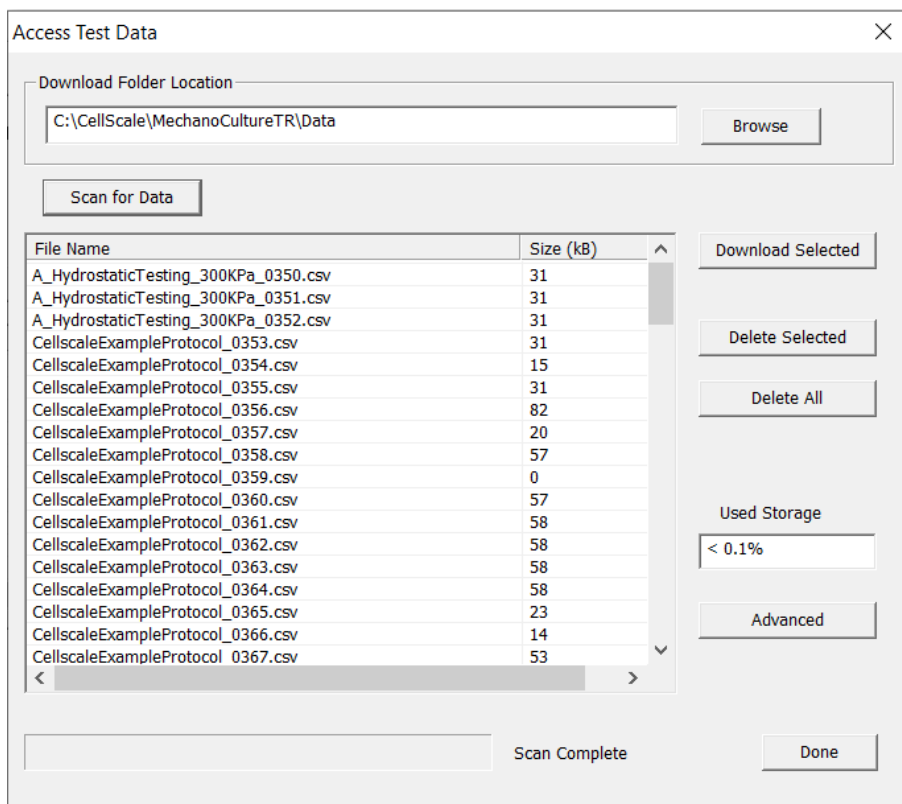 Access Test Data
Download Folder Location
C:\CellScale\MechanoCultureTR\Data
Browse
Scan for Data
File Name Size (kB)
A_HydrostaticTesting_300KPa_0350.csv 31
A_HydrostaticTesting_300KPa_0351.csv 31
A_HydrostaticTesting_300KPa_0352.csv 31
CellscaleExampleProtocol_0353.csv 31
CellscaleExampleProtocol_0354.csv 15
CellscaleExampleProtocol_0355.csv 31
CellscaleExampleProtocol_0356.csv 82
CellscaleExampleProtocol_0357.csv 20
CellscaleExampleProtocol_0358.csv 57
CellscaleExampleProtocol_0359.csv 0
CellscaleExampleProtocol_0360.csv 57
CellscaleExampleProtocol_0361.csv 58
CellscaleExampleProtocol_0362.csv 58
CellscaleExampleProtocol_0363.csv 58
CellscaleExampleProtocol_0364.csv 58
CellscaleExampleProtocol_0365.csv 23
CellscaleExampleProtocol_0366.csv 14
CellscaleExampleProtocol_0367.csv 53
Download Selected
Delete Selected
Delete All
Used Storage
< 0.1%
Advanced
Scan Complete
Done